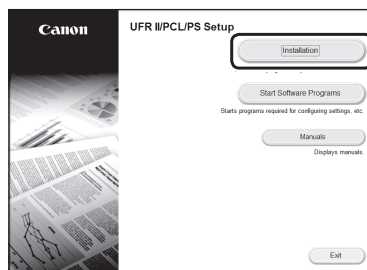 Canon
UFR II/PCL/PS Setup
Installation
Start Software Programs
Starts programs required for configuring settings, etc.
Manuals
Displays manuals.
Exit